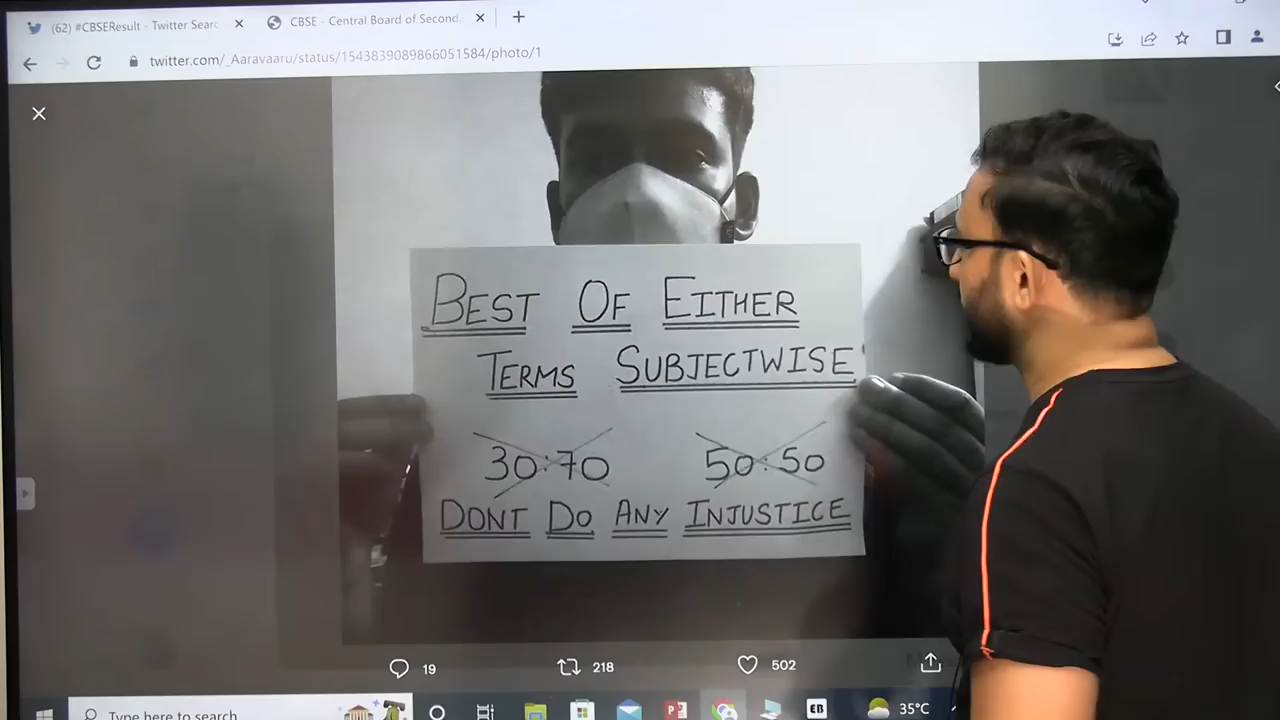 (62) #CBSEResult - Twitter Searc
CBSE - Central Board of Second
twitter.com/_Aaravaaru/status/1543839089866051584/photo/1
BEST OF EITHER
TERMS SUBJECTWISE
30:70 50:50
DONT DO ANY INJUSTICE
19 218 502
Type here to search
EB
35°C